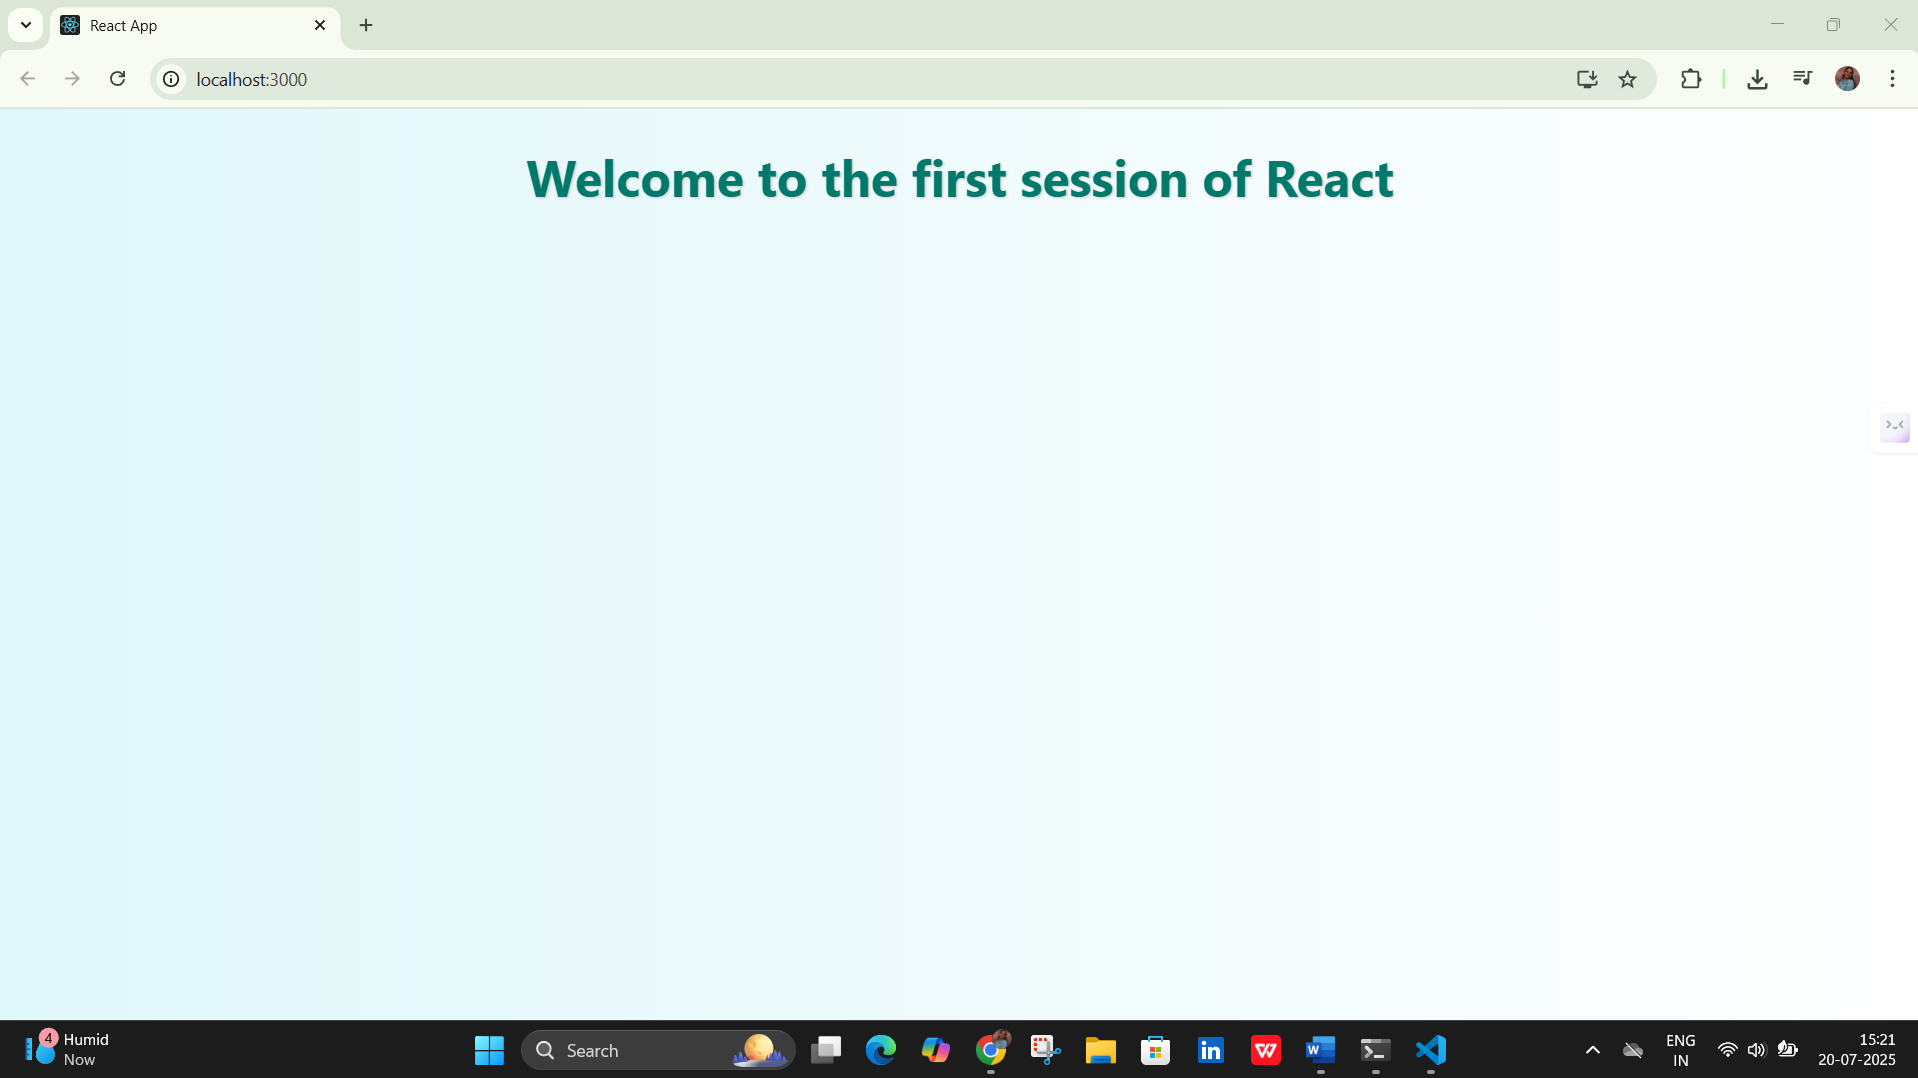 React App
localhost:3000
Welcome to the first session of React
4
Humid
Now
Search
ENG
IN
15:21
20-07-2025